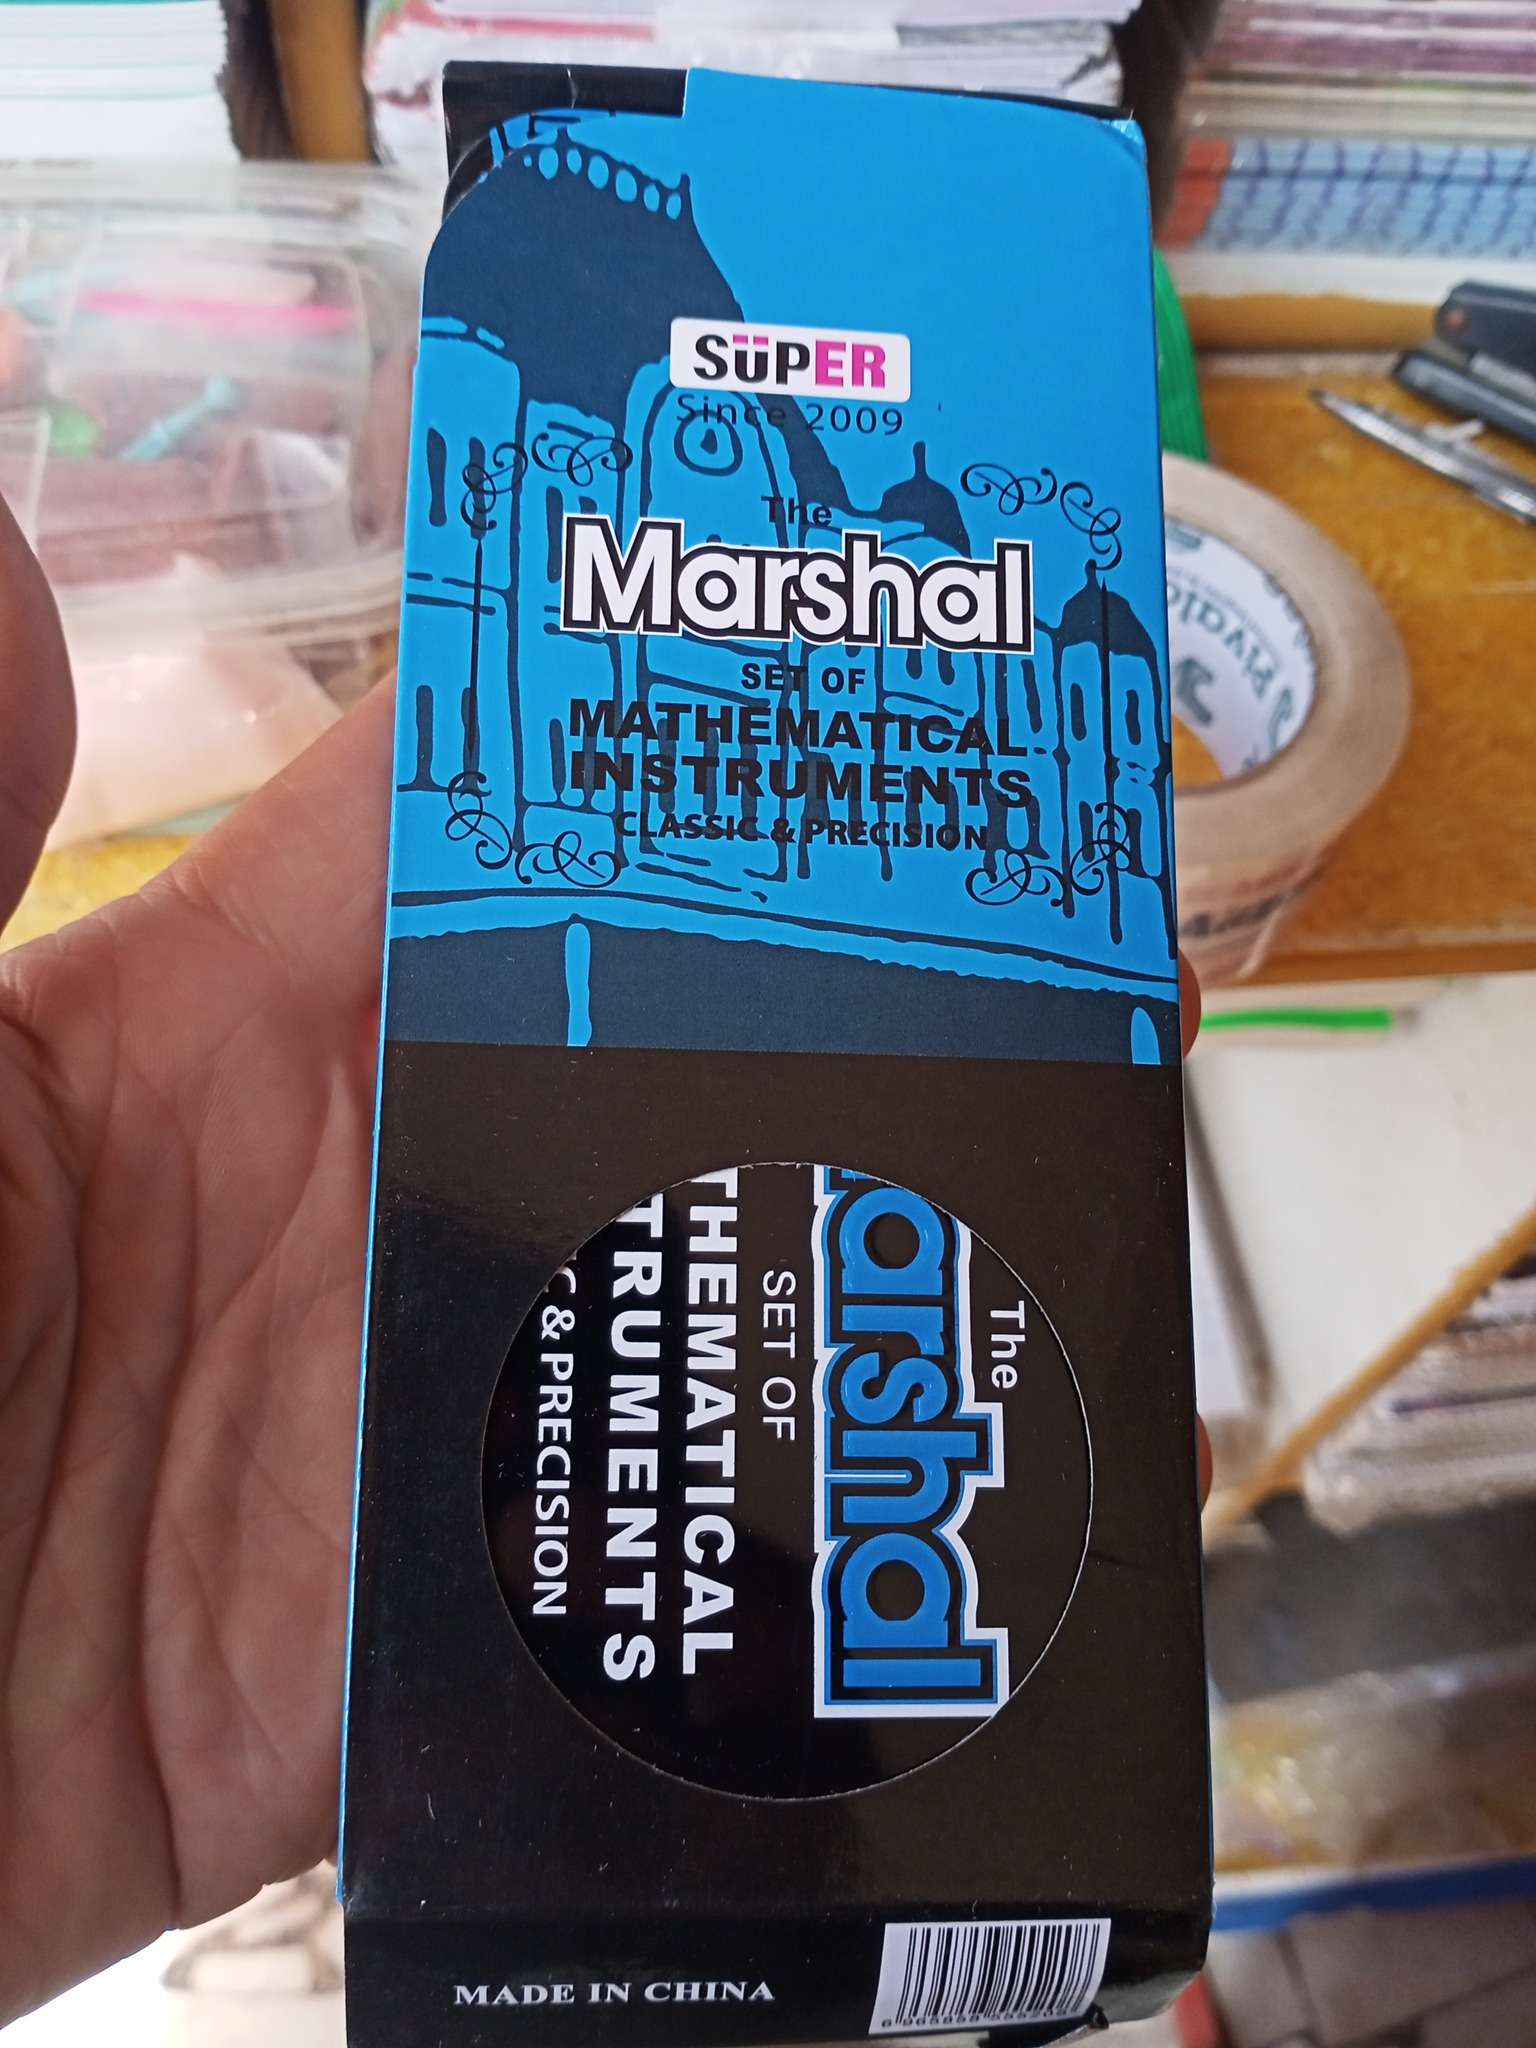 SüPER
Since 2009
The
Marshal
SET OF
MATHEMATICAL
INSTRUMENTS
CLASSIC & PRECISION
The
arshal
SET OF
THEMATICAL
TRUMENTS
C & PRECISION
MADE IN CHINA